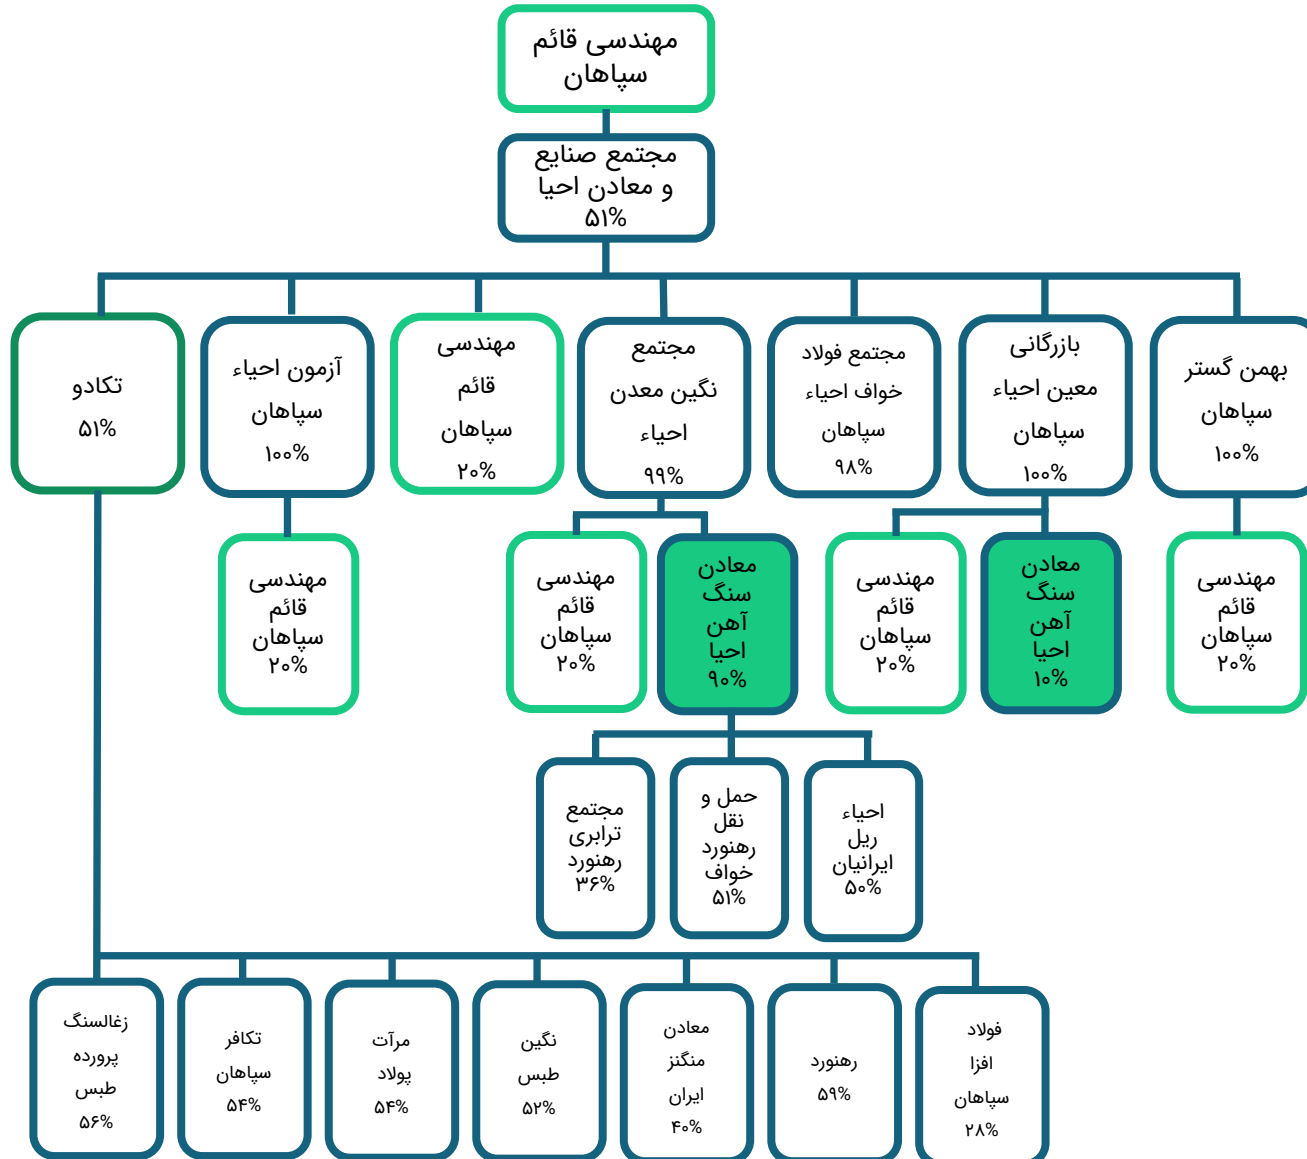 مهندسی قائم
سپاهان
مجتمع صنایع
و معادن احیا
۵۱%
بهمن گستر
سپاهان
۱۰۰%
بازرگانی
معین احیاء
سپاهان
۱۰۰%
مجتمع فولاد
خواف احیاء
سپاهان
۹۸%
مجتمع
نگین معدن
احیاء
۹۹%
مهندسی
قائم
سپاهان
۲۰%
آزمون احیاء
سپاهان
۱۰۰%
تکادو
۵۱%
مهندسی
قائم
سپاهان
۲۰%
معادن
سنگ
آهن
احیا
۱۰%
مهندسی
قائم
سپاهان
۲۰%
معادن
سنگ
آهن
احیا
۹۰%
مهندسی
قائم
سپاهان
۲۰%
مهندسی
قائم
سپاهان
۲۰%
احیاء
ریل
ایرانیان
۵۰%
حمل و
نقل
رهنورد
خواف
۵۱%
مجتمع
ترابری
رهنورد
۳۶%
فولاد
افزا
سپاهان
۲۸%
رهنورد
۵۹%
معادن
منگنز
ایران
۴۰%
نگین
طبس
۵۲%
مرآت
پولاد
۵۴%
تکافر
سپاهان
۵۴%
زغالسنگ
پرورده
طبس
۵۶%